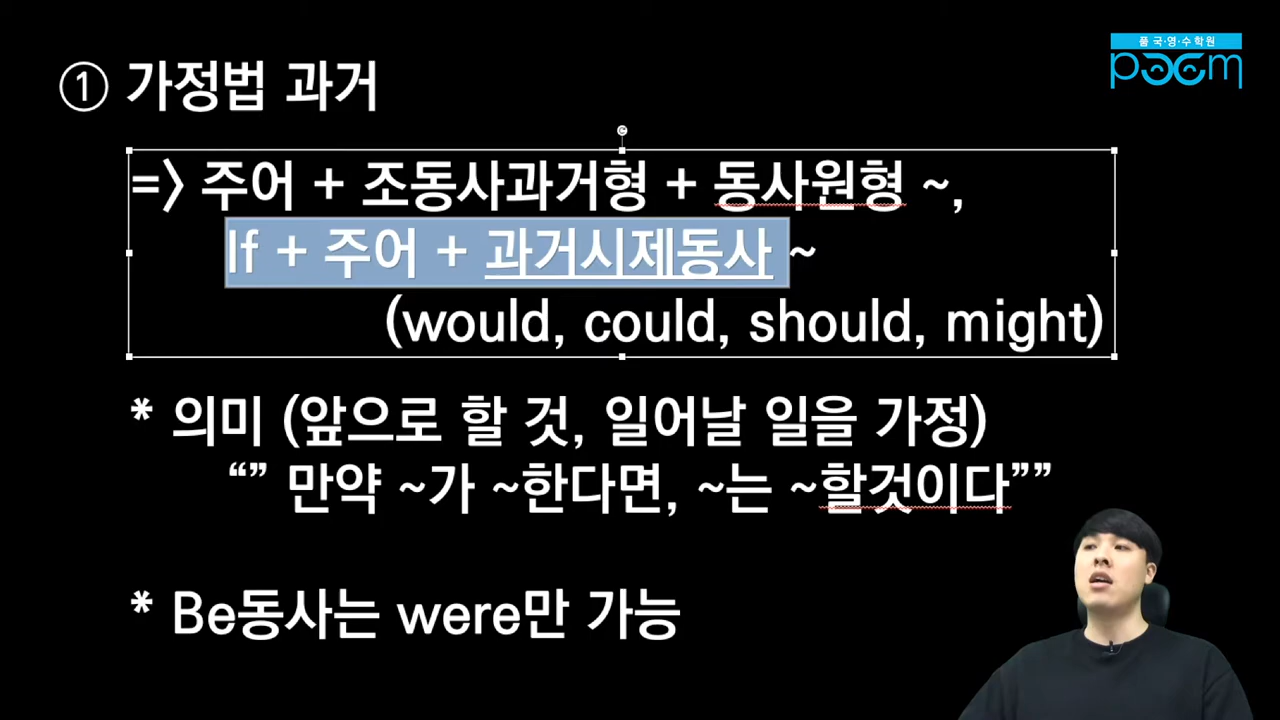 품 국·영·수 학원
poem
① 가정법 과거
=> 주어 + 조동사과거형 + 동사원형 ~,
If + 주어 + 과거시제동사 ~
(would, could, should, might)
* 의미 (앞으로 할 것, 일어날 일을 가정)
“” 만약 ~가 ~한다면, ~는 ~할것이다””
* Be동사는 were만 가능